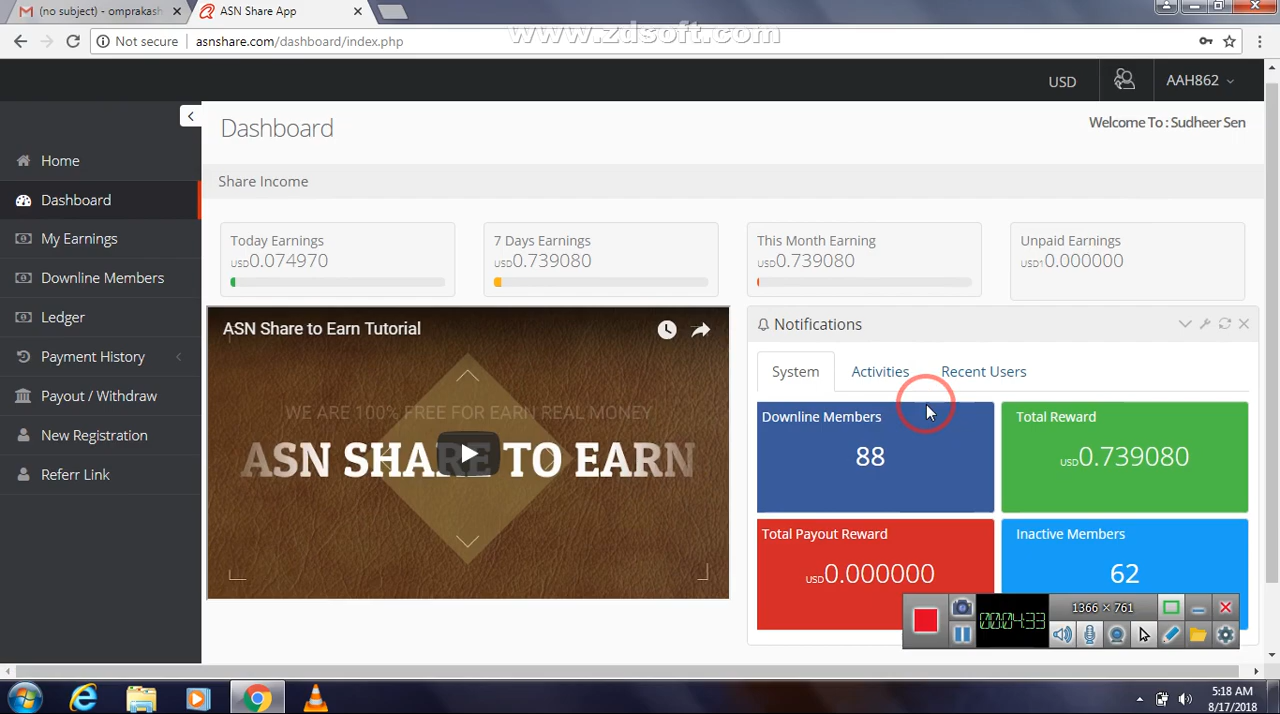 (no subject) - omprakash
ASN Share App
Not secure
asnshare.com/dashboard/index.php
www.zdsoft.com
USD
AAH862
Dashboard
Welcome To : Sudheer Sen
Home
Dashboard
My Earnings
Downline Members
Ledger
Payment History
Payout / Withdraw
New Registration
Referr Link
Share Income
Today Earnings
USD0.074970
7 Days Earnings
USD0.739080
This Month Earning
USD0.739080
Unpaid Earnings
USD10.000000
ASN Share to Earn Tutorial
WE ARE 100% FREE FOR EARN REAL MONEY
ASN SHARE TO EARN
Notifications
System
Activities
Recent Users
Downline Members
88
Total Reward
USD0.739080
Total Payout Reward
USD0.000000
Inactive Members
62
1366 × 761
00:04:33
5:18 AM
8/17/2018